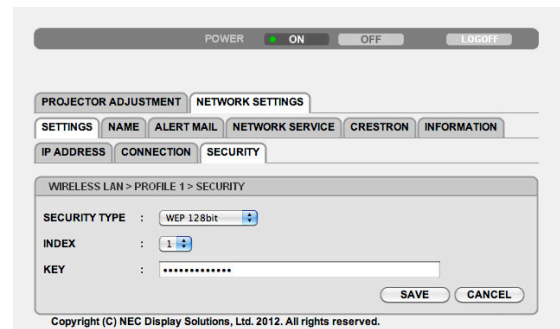 POWER ON OFF LOGOFF
PROJECTOR ADJUSTMENT NETWORK SETTINGS
SETTINGS NAME ALERT MAIL NETWORK SERVICE CRESTRON INFORMATION
IP ADDRESS CONNECTION SECURITY
WIRELESS LAN > PROFILE 1 > SECURITY
SECURITY TYPE : WEP 128bit
INDEX : 1
KEY : •••••••••••••
SAVE CANCEL
Copyright (C) NEC Display Solutions, Ltd. 2012. All rights reserved.